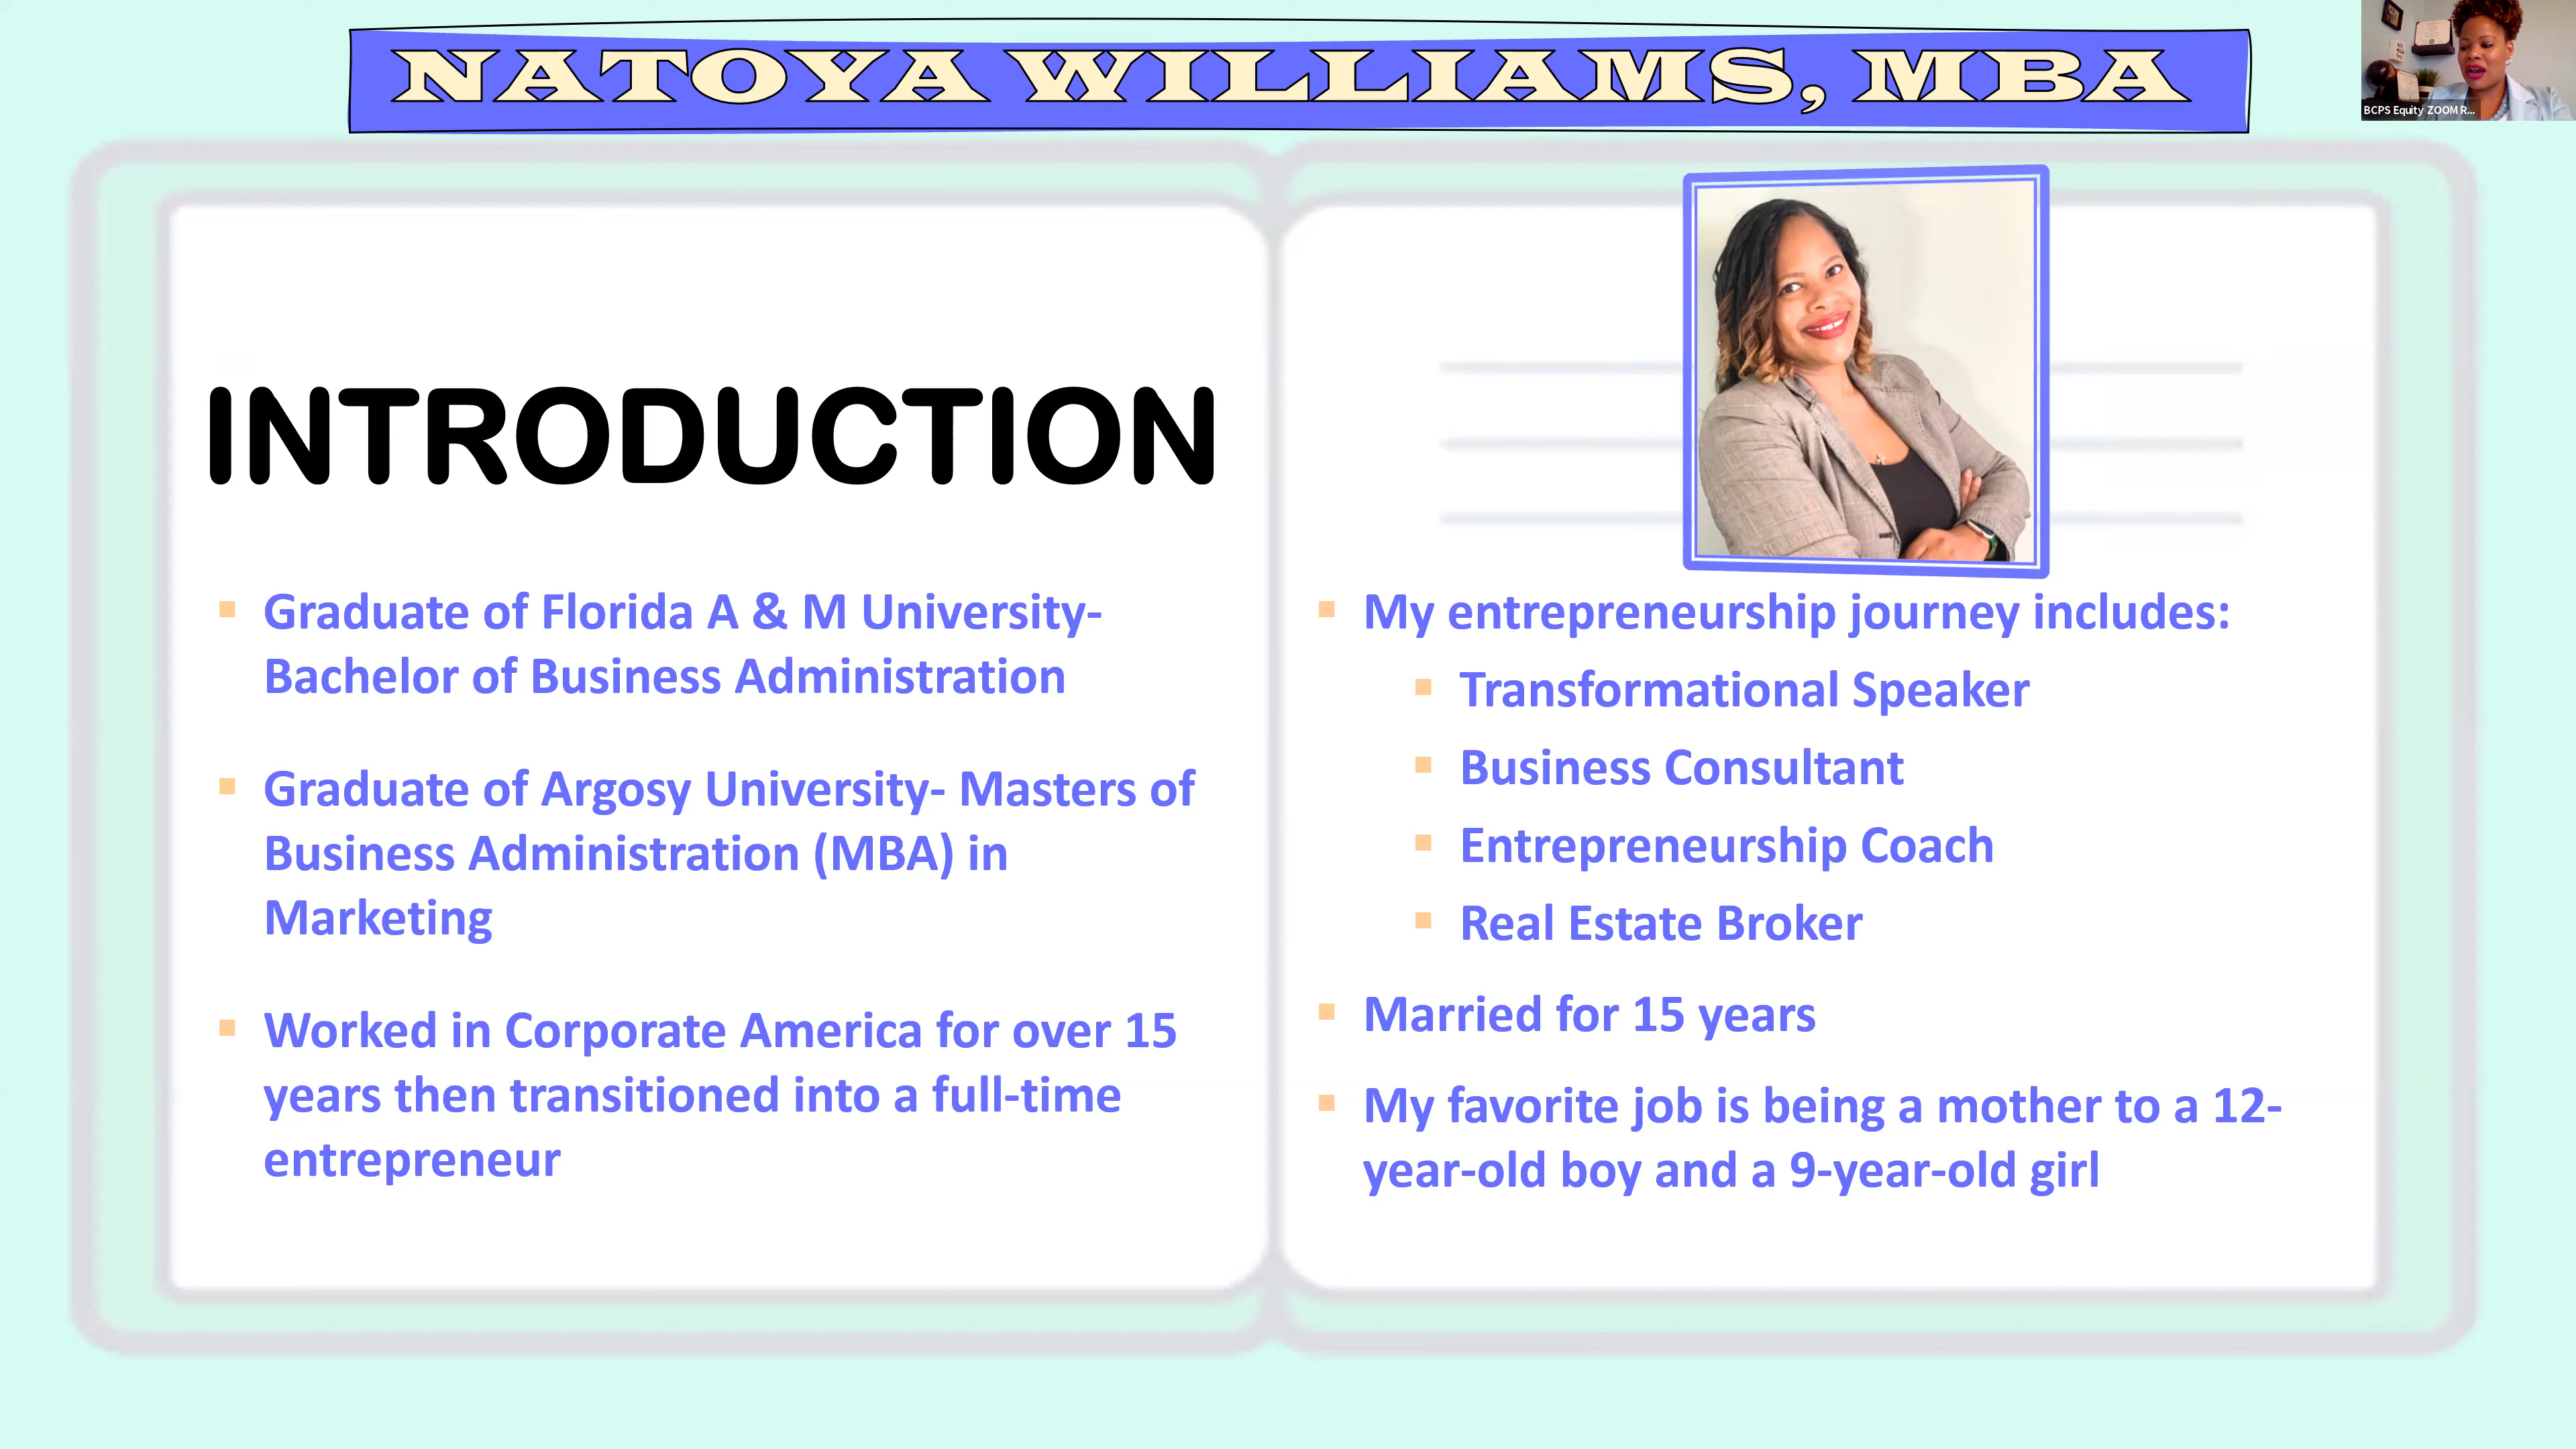 NATOYA WILLIAMS, MBA
BCPS Equity ZOOM R...
INTRODUCTION
Graduate of Florida A & M University-
Bachelor of Business Administration
Graduate of Argosy University- Masters of
Business Administration (MBA) in
Marketing
Worked in Corporate America for over 15
years then transitioned into a full-time
entrepreneur
My entrepreneurship journey includes:
Transformational Speaker
Business Consultant
Entrepreneurship Coach
Real Estate Broker
Married for 15 years
My favorite job is being a mother to a 12-
year-old boy and a 9-year-old girl